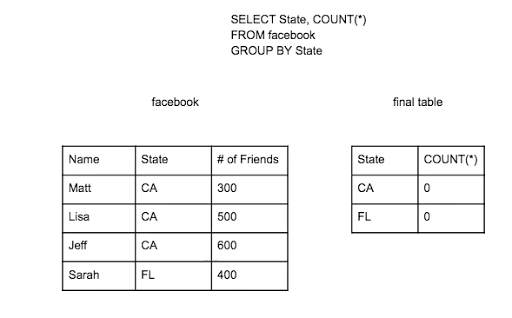 SELECT State, COUNT(*)
FROM facebook
GROUP BY State
facebook
Name State # of Friends
Matt CA 300
Lisa CA 500
Jeff CA 600
Sarah FL 400
final table
State COUNT(*)
CA 0
FL 0